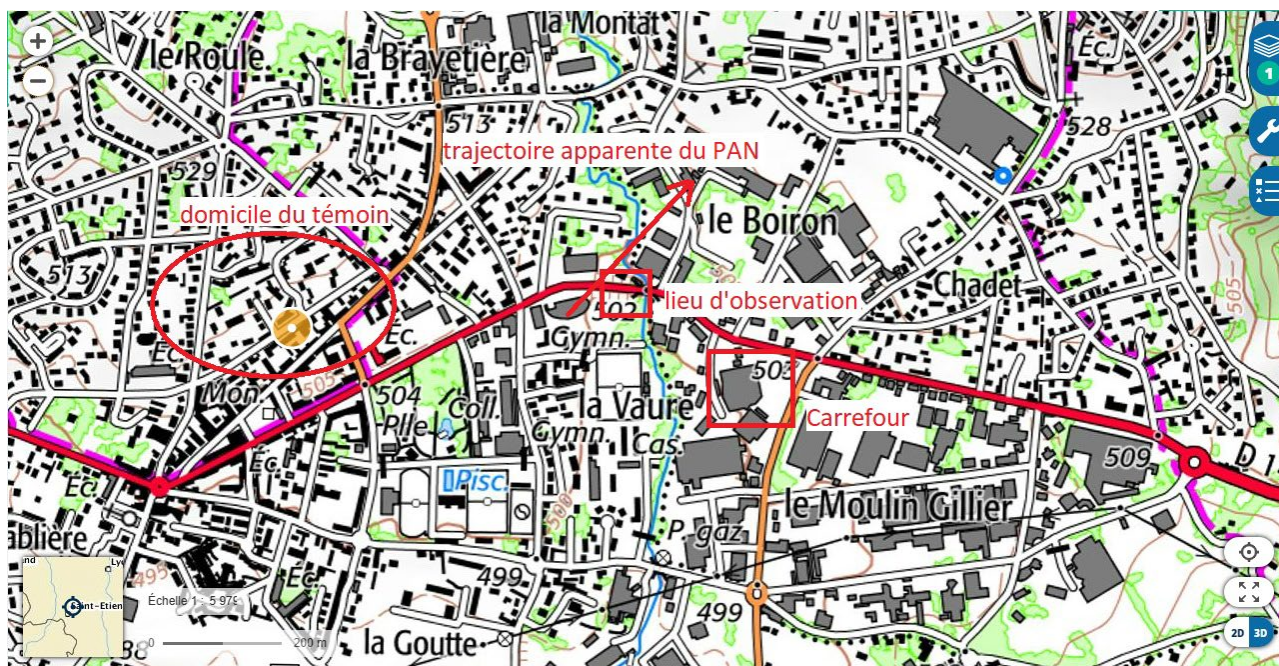 la Montat
le Roule
la Brayetière
Éc.
1
513
528
trajectoire apparente du PAN
529
domicile du témoin
le Boiron
513
Chadet
lieu d'observation
505
502
Éc.
Gymn.
Éc.
505
503
Mon.
504
Plle
Coll.
la Vaure
Carrefour
Gymn.
Cas.
509
Éc.
Éc.
Pisc.
D 1
500
le Moulin Gillier
ablière
P. gaz
495
Éc.
499
Échelle 1 : 5 979
Saint-Etien
499
0
200 m
la Goutte
88
2D
3D